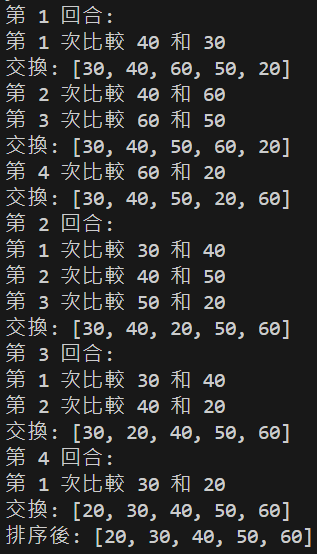 第 1 回合:
第 1 次比較 40 和 30
交換: [30, 40, 60, 50, 20]
第 2 次比較 40 和 60
第 3 次比較 60 和 50
交換: [30, 40, 50, 60, 20]
第 4 次比較 60 和 20
交換: [30, 40, 50, 20, 60]
第 2 回合:
第 1 次比較 30 和 40
第 2 次比較 40 和 50
第 3 次比較 50 和 20
交換: [30, 40, 20, 50, 60]
第 3 回合:
第 1 次比較 30 和 40
第 2 次比較 40 和 20
交換: [30, 20, 40, 50, 60]
第 4 回合:
第 1 次比較 30 和 20
交換: [20, 30, 40, 50, 60]
排序後: [20, 30, 40, 50, 60]